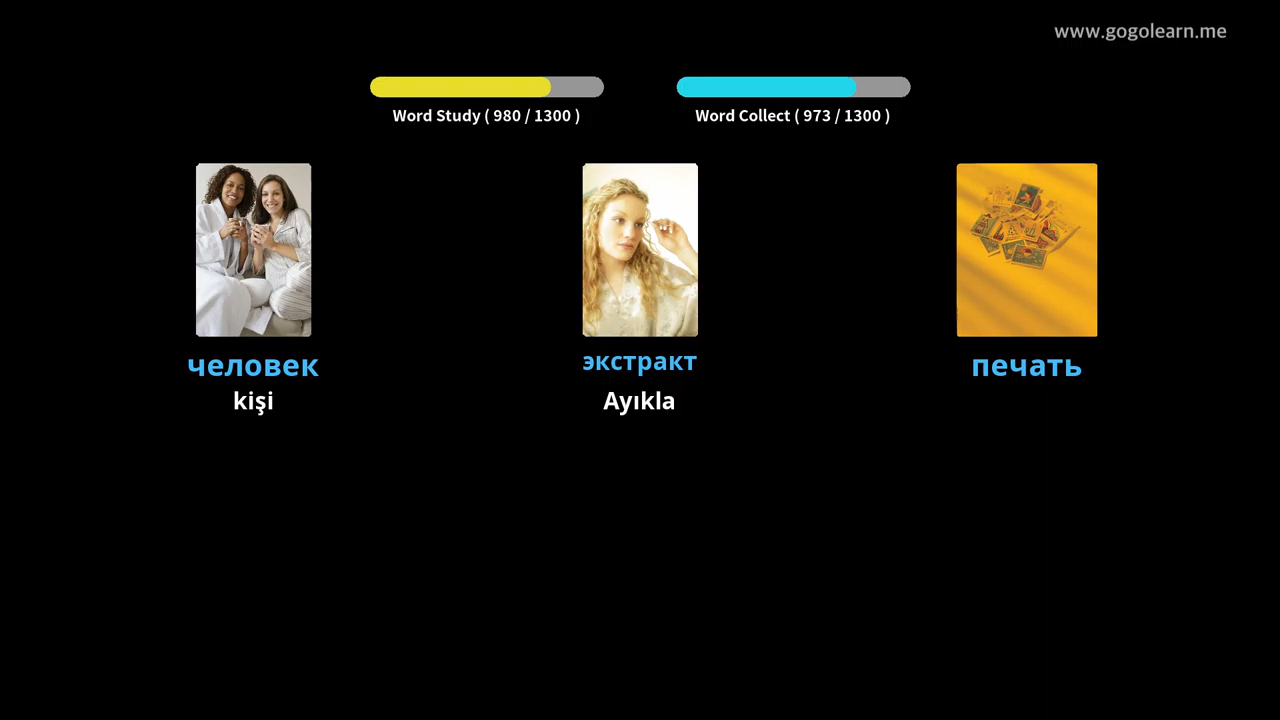 www.gogolearn.me
Word Study ( 980 / 1300 )
Word Collect ( 973 / 1300 )
человек
kişi
экстракт
Ayıkla
печать